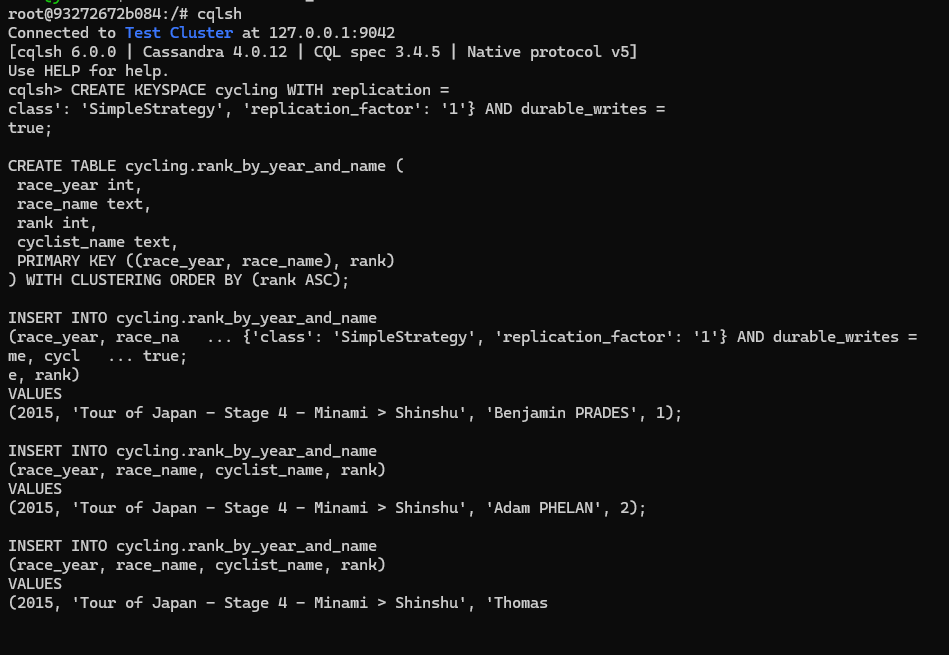 root@93272672b084:/# cqlsh
Connected to Test Cluster at 127.0.0.1:9042
[cqlsh 6.0.0 | Cassandra 4.0.12 | CQL spec 3.4.5 | Native protocol v5]
Use HELP for help.
cqlsh> CREATE KEYSPACE cycling WITH replication =
class': 'SimpleStrategy', 'replication_factor': '1'} AND durable_writes =
true;
CREATE TABLE cycling.rank_by_year_and_name (
race_year int,
race_name text,
rank int,
cyclist_name text,
PRIMARY KEY ((race_year, race_name), rank)
) WITH CLUSTERING ORDER BY (rank ASC);
INSERT INTO cycling.rank_by_year_and_name
(race_year, race_na   ... {'class': 'SimpleStrategy', 'replication_factor': '1'} AND durable_writes =
me, cycl   ... true;
e, rank)
VALUES
(2015, 'Tour of Japan - Stage 4 - Minami > Shinshu', 'Benjamin PRADES', 1);
INSERT INTO cycling.rank_by_year_and_name
(race_year, race_name, cyclist_name, rank)
VALUES
(2015, 'Tour of Japan - Stage 4 - Minami > Shinshu', 'Adam PHELAN', 2);
INSERT INTO cycling.rank_by_year_and_name
(race_year, race_name, cyclist_name, rank)
VALUES
(2015, 'Tour of Japan - Stage 4 - Minami > Shinshu', 'Thomas